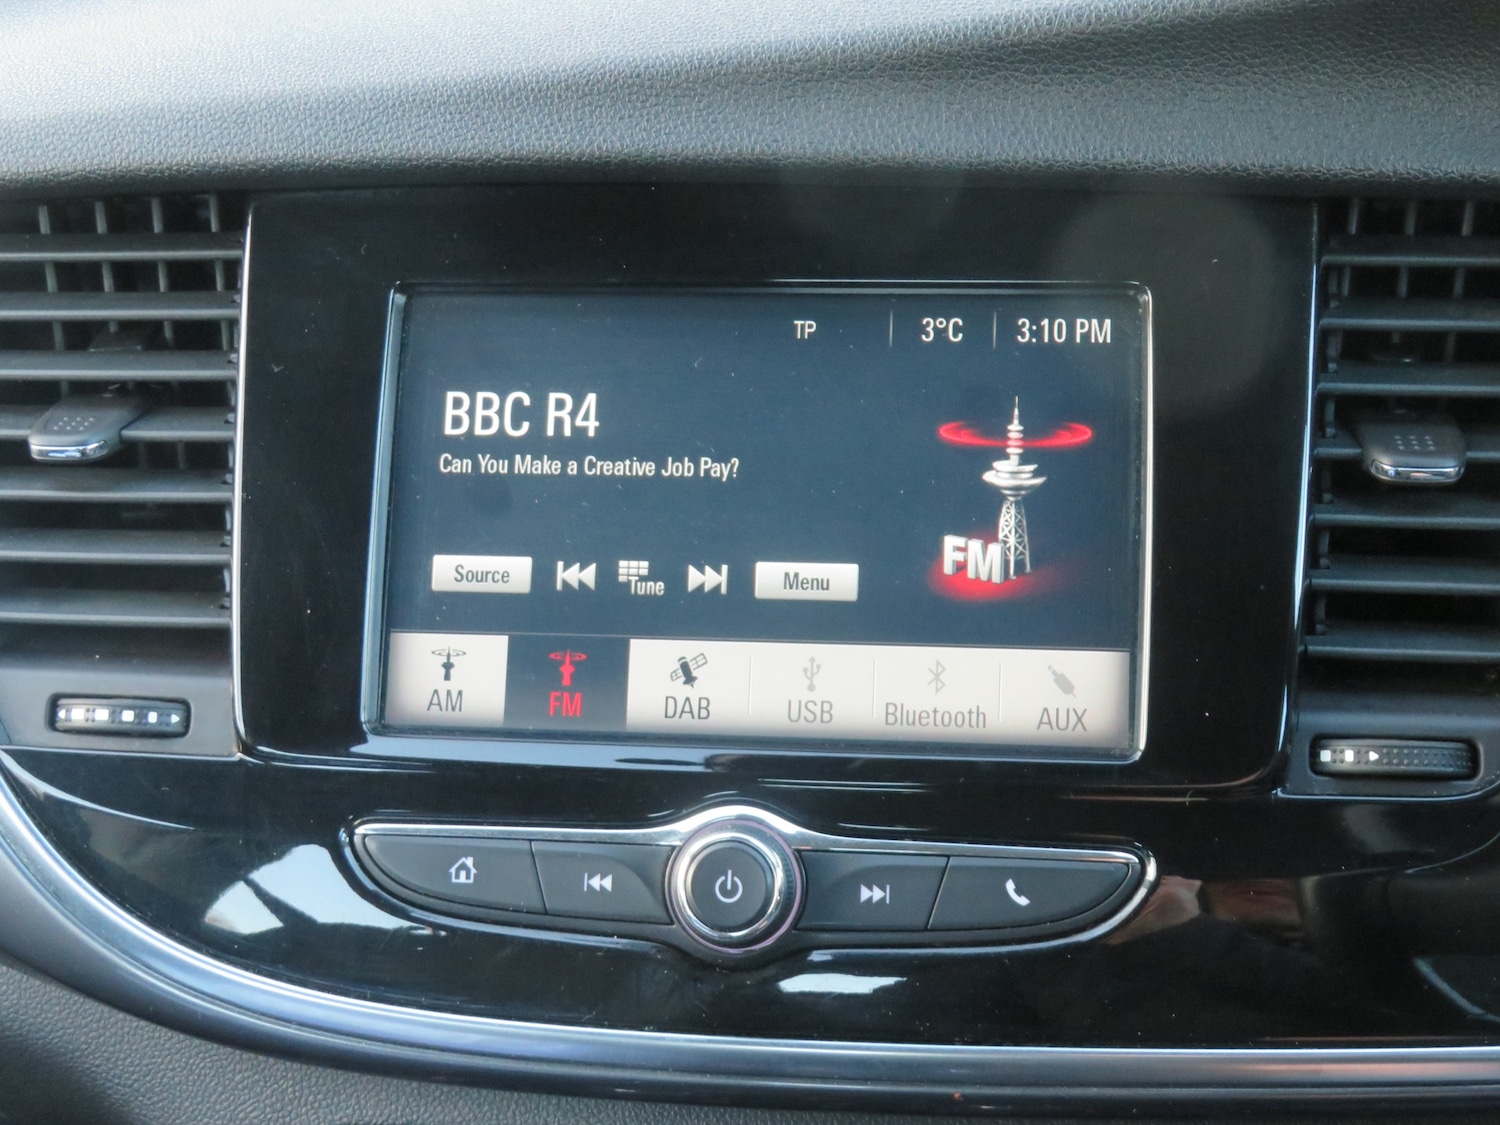 TP 3°C 3:10 PM
BBC R4
Can You Make a Creative Job Pay?
FM
Source Tune Menu
AM FM DAB USB Bluetooth AUX